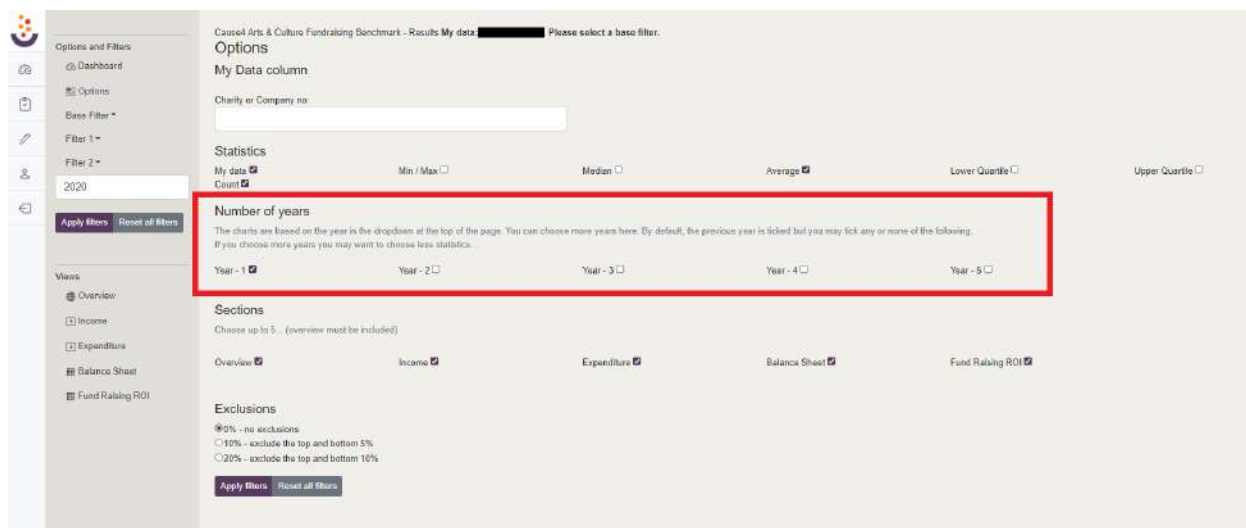 Cause4 Arts & Culture Fundraising Benchmark - Results My data: Please select a base filter.
Options and Filters
Dashboard
Options
Base Filter
Filter 1
Filter 2
2020
Apply filters Reset all filters
Views
Overview
Income
Expenditure
Balance Sheet
Fund Raising ROI
Options
My Data column
Charity or Company no:
Statistics
My data Min / Max Median Average Lower Quartile Upper Quartile
Count
Number of years
The charts are based on the year is the dropdown at the top of the page. You can choose more years here. By default, the previous year is ticked but you may tick any or none of the following.
If you choose more years you may want to choose less statistics...
Year - 1 Year - 2 Year - 3 Year - 4 Year - 5
Sections
Choose up to 5... (overview must be included)
Overview Income Expenditure Balance Sheet Fund Raising ROI
Exclusions
0% - no exclusions
10% - exclude the top and bottom 5%
20% - exclude the top and bottom 10%
Apply filters Reset all filters